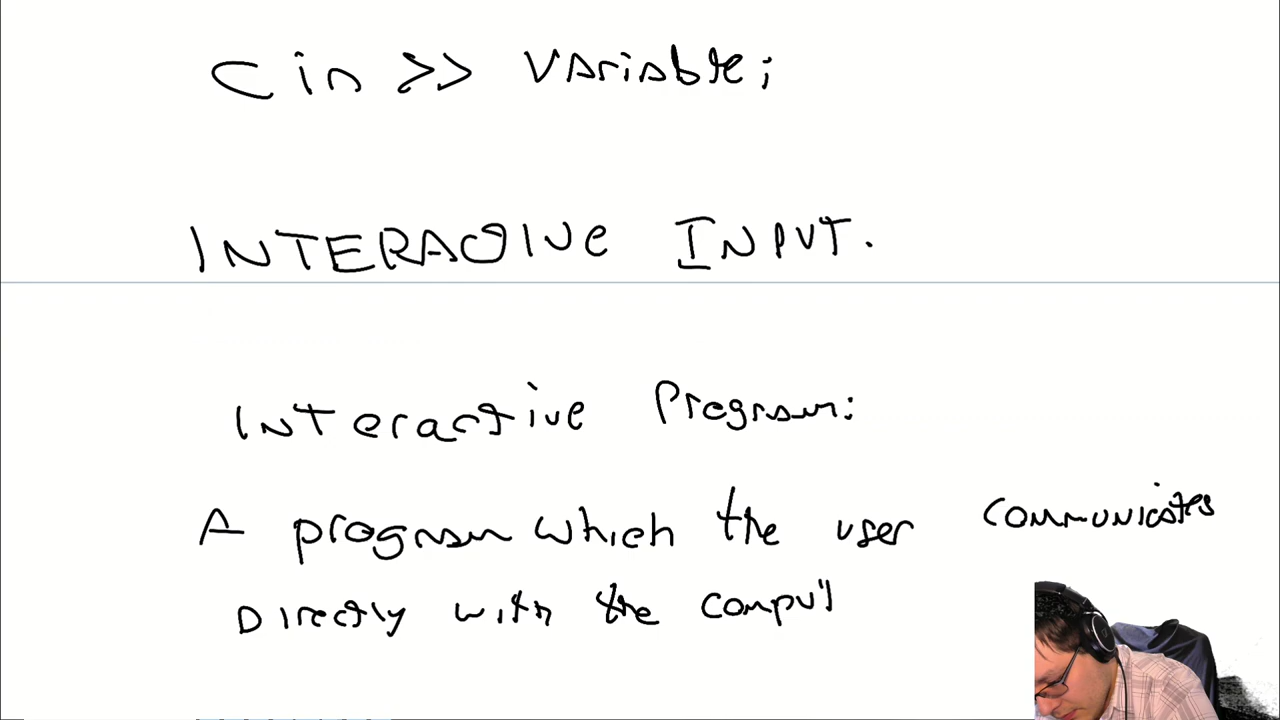 Cin >> Variable;
INTERACTIVE INPUT.
INTeractive Program:
A program which the user communicates
Directly with the comput